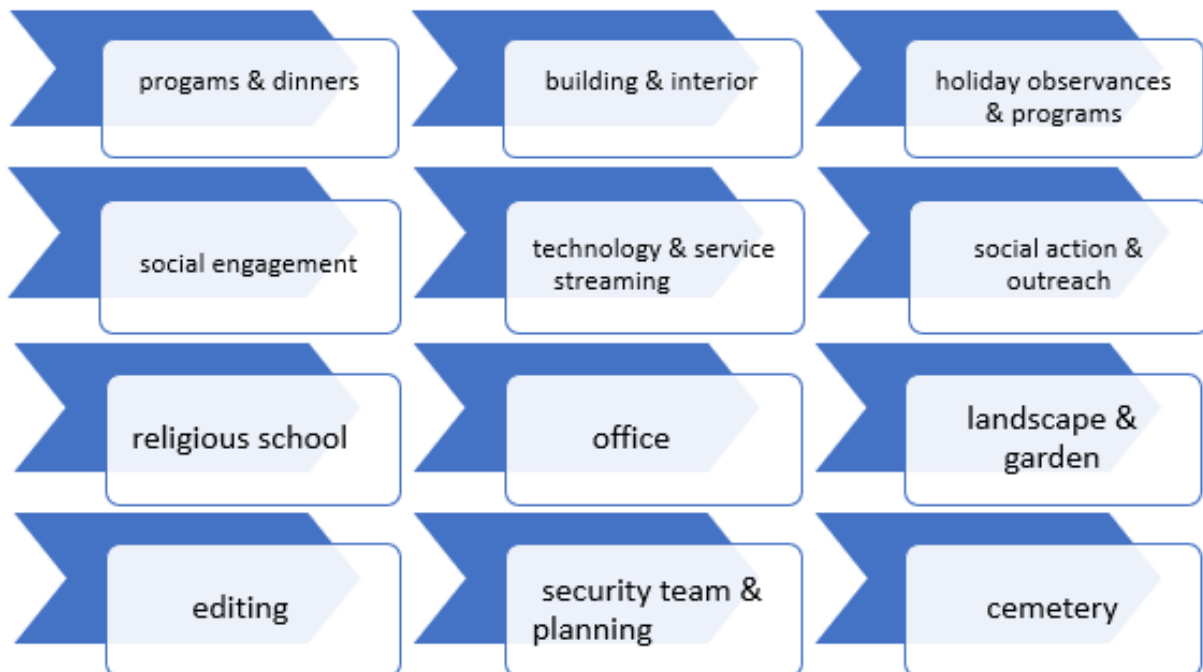 progams & dinners
building & interior
holiday observances
& programs
social engagement
technology & service
streaming
social action &
outreach
religious school
office
landscape &
garden
editing
security team &
planning
cemetery